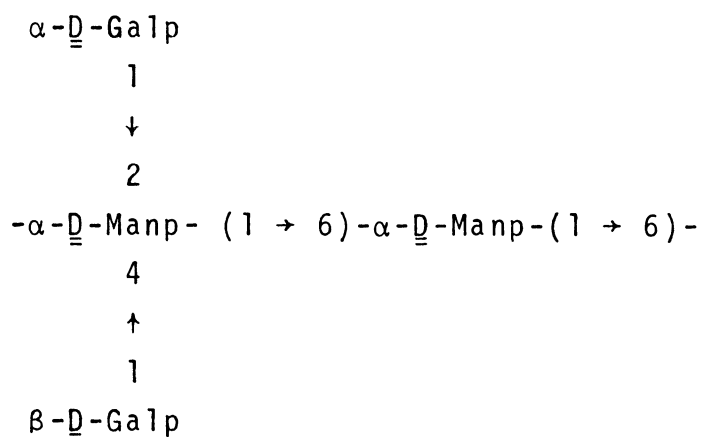 α-D-Galp
1
↓
2
-α-D-Manp- (1 → 6)-α-D-Manp-(1 → 6)-
4
↑
1
β-D-Galp